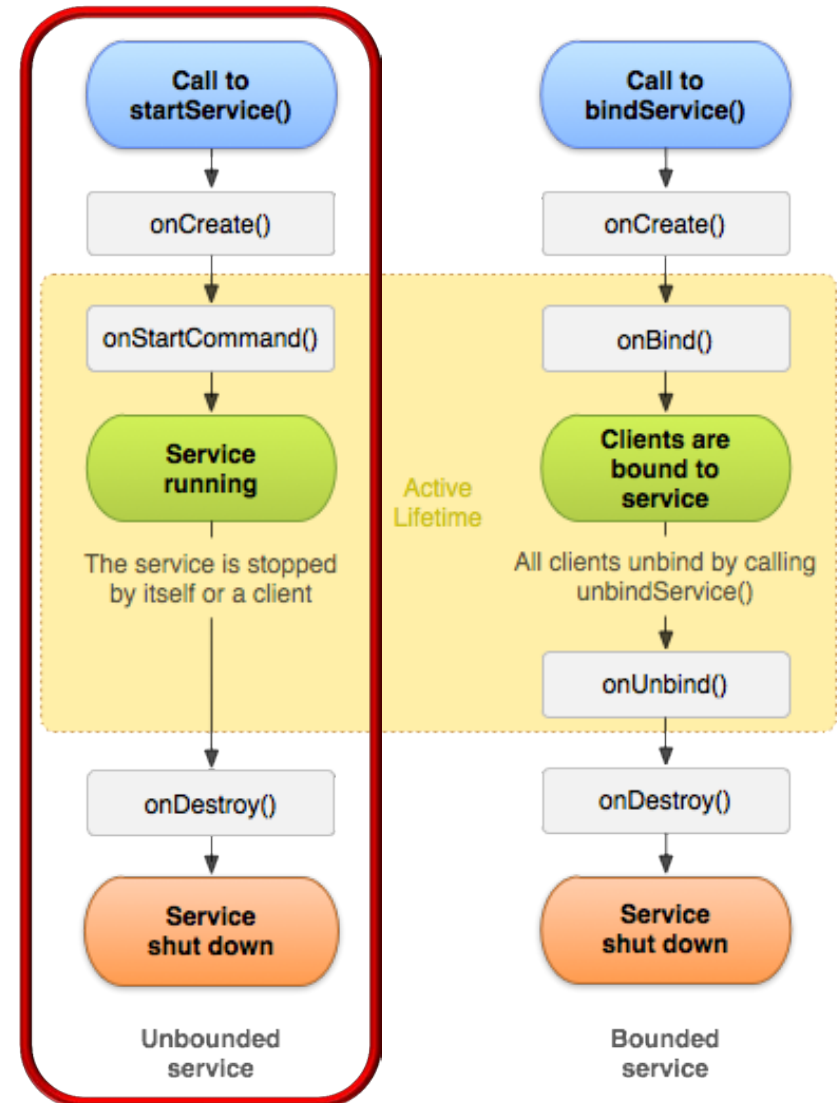 Call to
startService()
onCreate()
onStartCommand()
Service
running
The service is stopped
by itself or a client
onDestroy()
Service
shut down
Unbounded
service
Active
Lifetime
Call to
bindService()
onCreate()
onBind()
Clients are
bound to
service
All clients unbind by calling
unbindService()
onUnbind()
onDestroy()
Service
shut down
Bounded
service